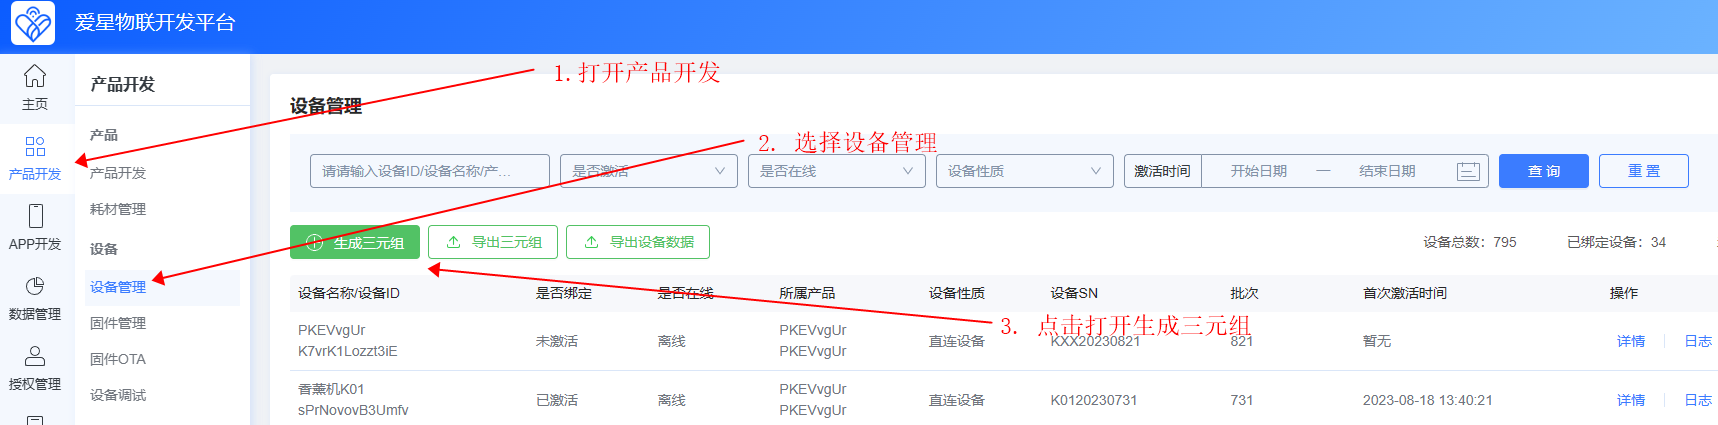 爱星物联开发平台
主页
产品开发
APP开发
数据管理
授权管理
产品开发
产品
产品开发
耗材管理
设备
设备管理
固件管理
固件OTA
设备调试
1.打开产品开发
设备管理
2. 选择设备管理
请请输入设备ID/设备名称/产... 是否激活 是否在线 设备性质 激活时间 开始日期 — 结束日期 查 询 重 置
生成三元组 导出三元组 导出设备数据 设备总数：795 已绑定设备：34
设备名称/设备ID 是否绑定 是否在线 所属产品 设备性质 设备SN 批次 首次激活时间 操作
3. 点击打开生成三元组
PKEVvgUr PKEVvgUr
K7vrK1Lozzt3iE 未激活 离线 PKEVvgUr 直连设备 KXX20230821 821 暂无 详情 日志
香薰机K01 PKEVvgUr
sPrNovovB3Umfv 已激活 离线 PKEVvgUr 直连设备 K0120230731 731 2023-08-18 13:40:21 详情 日志